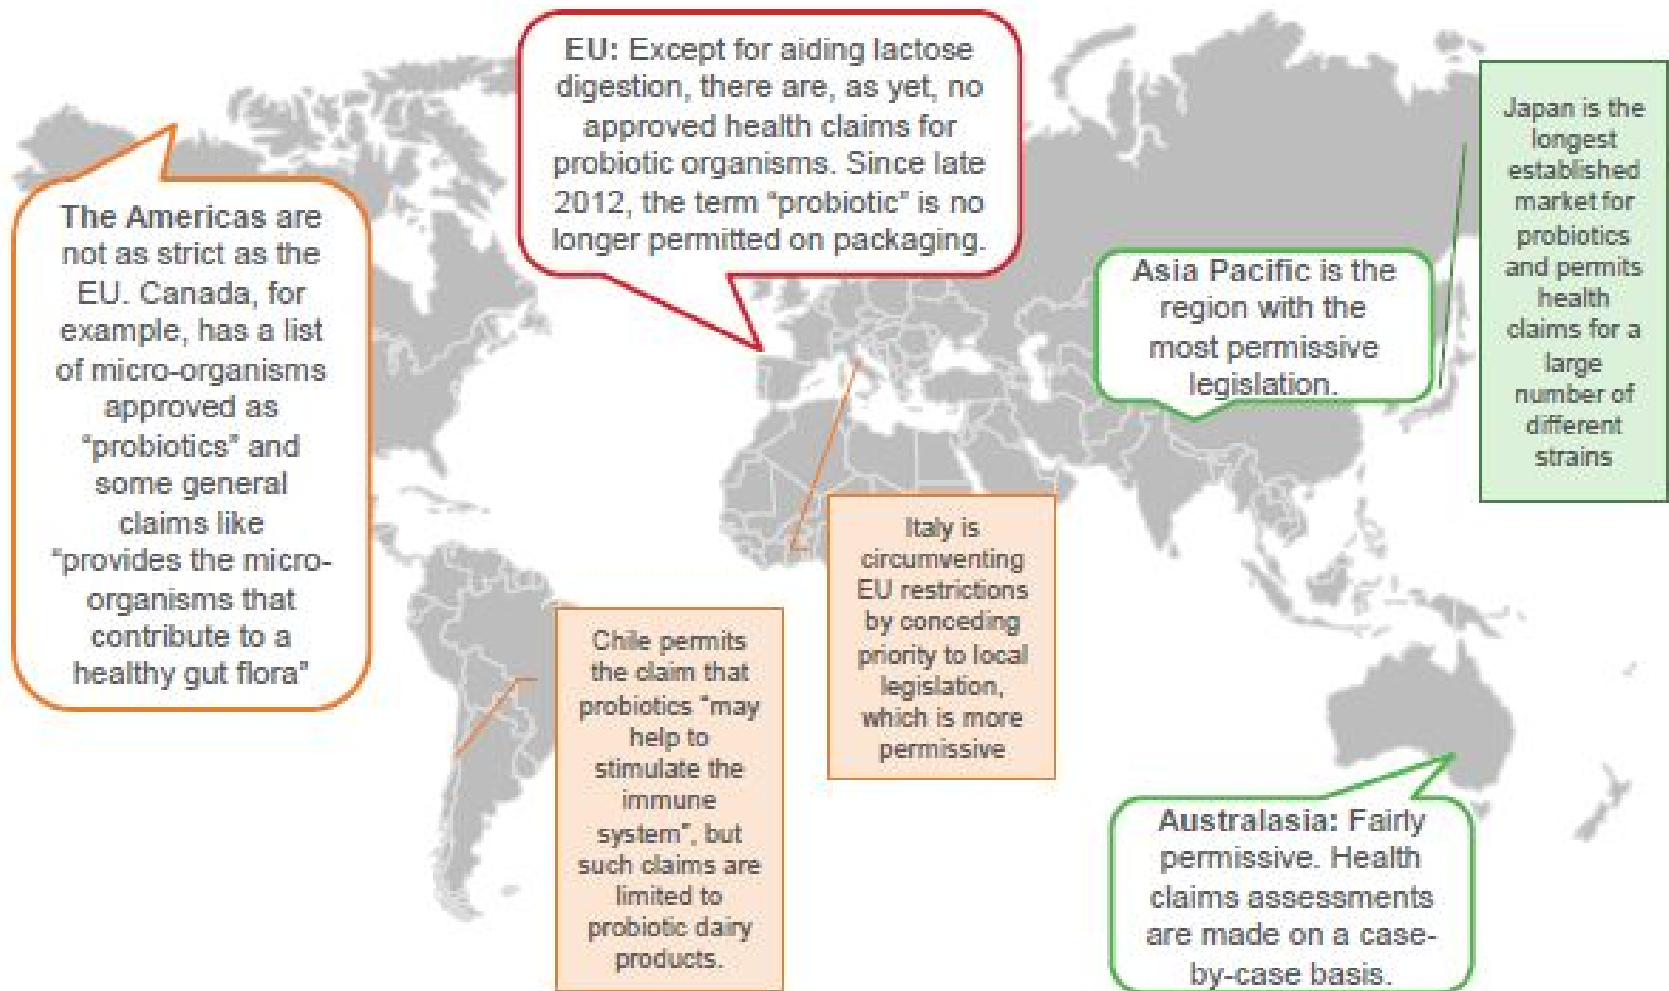 EU: Except for aiding lactose
digestion, there are, as yet, no
approved health claims for
probiotic organisms. Since late
2012, the term “probiotic” is no
longer permitted on packaging.
The Americas are
not as strict as the
EU. Canada, for
example, has a list
of micro-organisms
approved as
“probiotics” and
some general
claims like
“provides the micro-
organisms that
contribute to a
healthy gut flora”
Asia Pacific is the
region with the
most permissive
legislation.
Japan is the
longest
established
market for
probiotics
and permits
health
claims for a
large
number of
different
strains
Italy is
circumventing
EU restrictions
by conceding
priority to local
legislation,
which is more
permissive
Chile permits
the claim that
probiotics “may
help to
stimulate the
immune
system”, but
such claims are
limited to
probiotic dairy
products.
Australasia: Fairly
permissive. Health
claims assessments
are made on a case-
by-case basis.